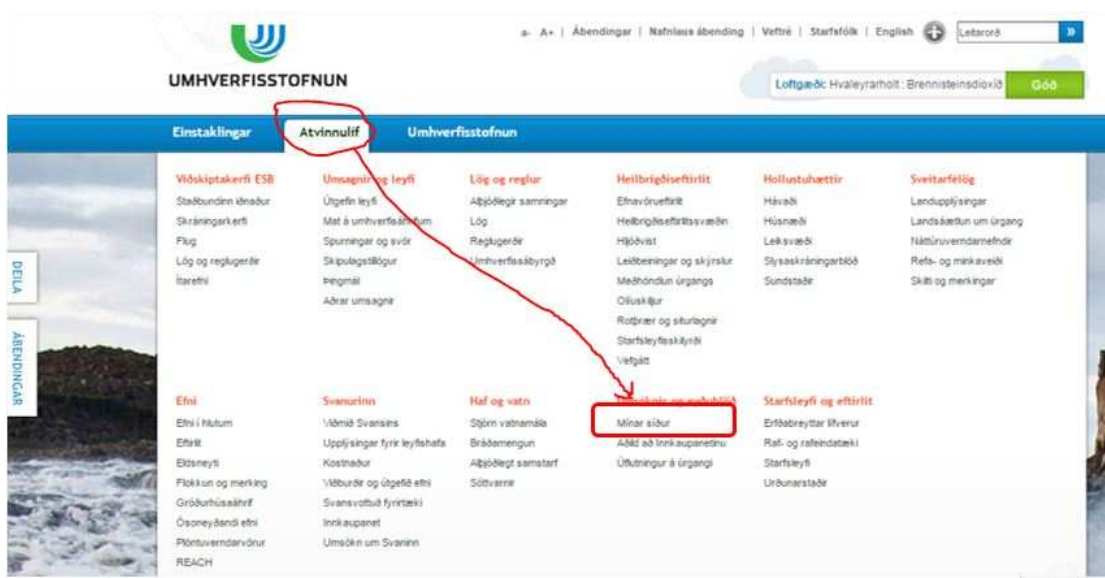 a- A+ | Ábendingar | Nafnlaus ábending | Veftré | Starfsfólk | English
Leitarorð
UMHVERFISSTOFNUN
Loftgæði: Hvaleyrarholt : Brennisteinsdíoxíð Góð
Einstaklingar Atvinnulíf Umhverfisstofnun
Viðskiptakerfi ESB
Staðbundinn iðnaður
Skráningarkerfi
Flug
Lög og reglugerðir
Ítarefni
Umsagnir og leyfi
Útgefin leyfi
Mat á umhverfisáhrifum
Spurningar og svör
Skipulagstillögur
Þingmál
Aðrar umsagnir
Lög og reglur
Alþjóðlegir samningar
Lög
Reglugerðir
Umhverfisábyrgð
Heilbrigðiseftirlit
Efnavörueftirlit
Heilbrigðiseftirlitssvæðin
Hljóðvist
Leiðbeiningar og skýrslur
Meðhöndlun úrgangs
Olíuskiljur
Rotþrær og siturlagnir
Starfsleyfisskilyrði
Vefgátt
Hollustuhættir
Hávaði
Húsnæði
Leiksvæði
Slysaskráningarblöð
Sundstaðir
Sveitarfélög
Landupplýsingar
Landsáætlun um úrgang
Náttúruverndarnefndir
Refa- og minkaveiði
Skilti og merkingar
DEILA
ÁBENDINGAR
Efni
Efni í hlutum
Eftirlit
Eldsneyti
Flokkun og merking
Gróðurhúsaáhrif
Ósoneyðandi efni
Plöntuverndarvörur
REACH
Svanurinn
Viðmið Svansins
Upplýsingar fyrir leyfishafa
Kostnaður
Viðburðir og útgefið efni
Svansvottuð fyrirtæki
Innkaupanet
Umsókn um Svaninn
Haf og vatn
Stjórn vatnamála
Bráðamengun
Alþjóðlegt samstarf
Sóttvarnir
Umsóknir og eyðublöð
Mínar síður
Aðild að Innkaupanetinu
Útflutningur á úrgangi
Starfsleyfi og eftirlit
Erfðabreyttar lífverur
Raf- og rafeindatæki
Starfsleyfi
Urðunarstaðir